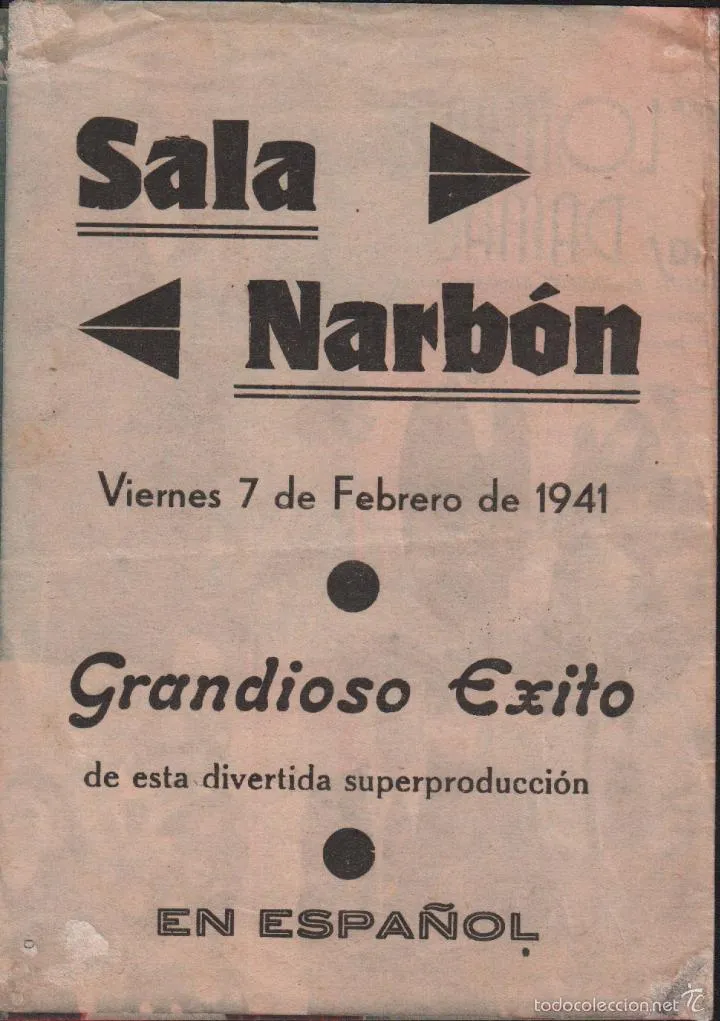 Sala
Narbón
Viernes 7 de Febrero de 1941
Grandioso Exito
de esta divertida superproducción
EN ESPAÑOL
todocoleccion.net